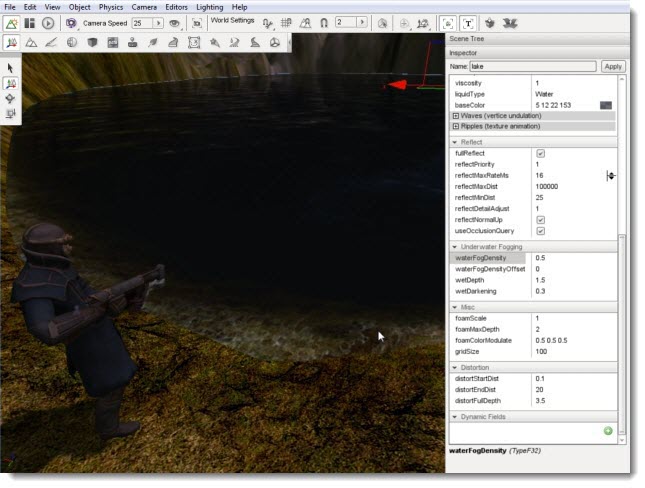 File Edit View Object Physics Camera Editors Lighting Help
Camera Speed 25 World Settings 2
Scene Tree
Inspector
Name: lake Apply
viscosity 1
liquidType Water
baseColor 5 12 22 153
Waves (vertice undulation)
Ripples (texture animation)
Reflect
fullReflect
reflectPriority 1
reflectMaxRateMs 16
reflectMaxDist 100000
reflectMinDist 25
reflectDetailAdjust 1
reflectNormalUp
useOcclusionQuery
Underwater Fogging
waterFogDensity 0.5
waterFogDensityOffset 0
wetDepth 1.5
wetDarkening 0.3
Misc
foamScale 1
foamMaxDepth 2
foamColorModulate 0.5 0.5 0.5
gridSize 100
Distortion
distortStartDist 0.1
distortEndDist 20
distortFullDepth 3.5
Dynamic Fields
waterFogDensity (TypeF32)